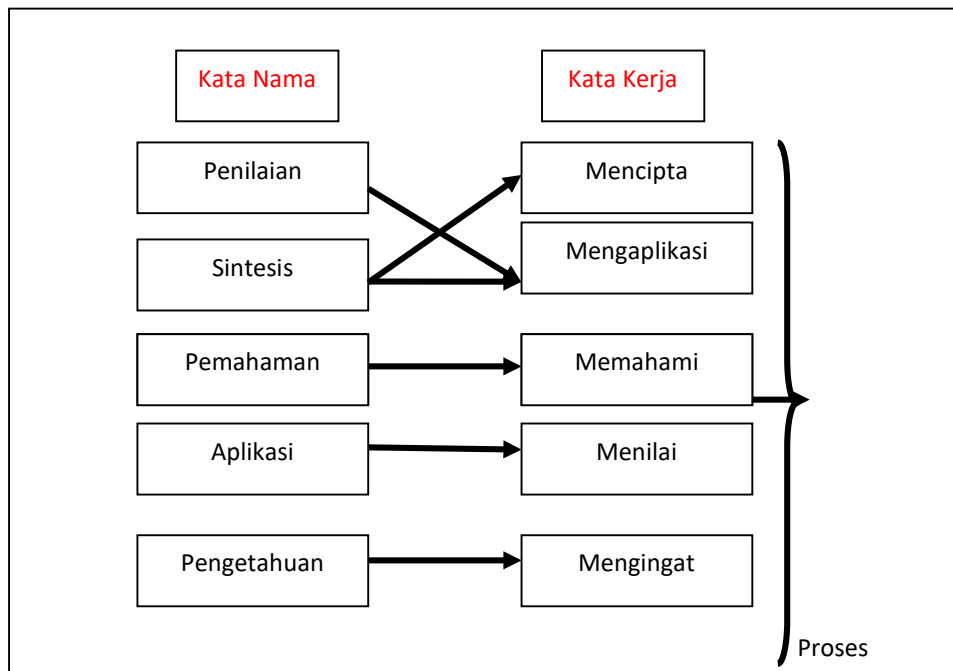 Kata Nama
Kata Kerja
Penilaian
Mencipta
Sintesis
Mengaplikasi
Pemahaman
Memahami
Aplikasi
Menilai
Pengetahuan
Mengingat
Proses